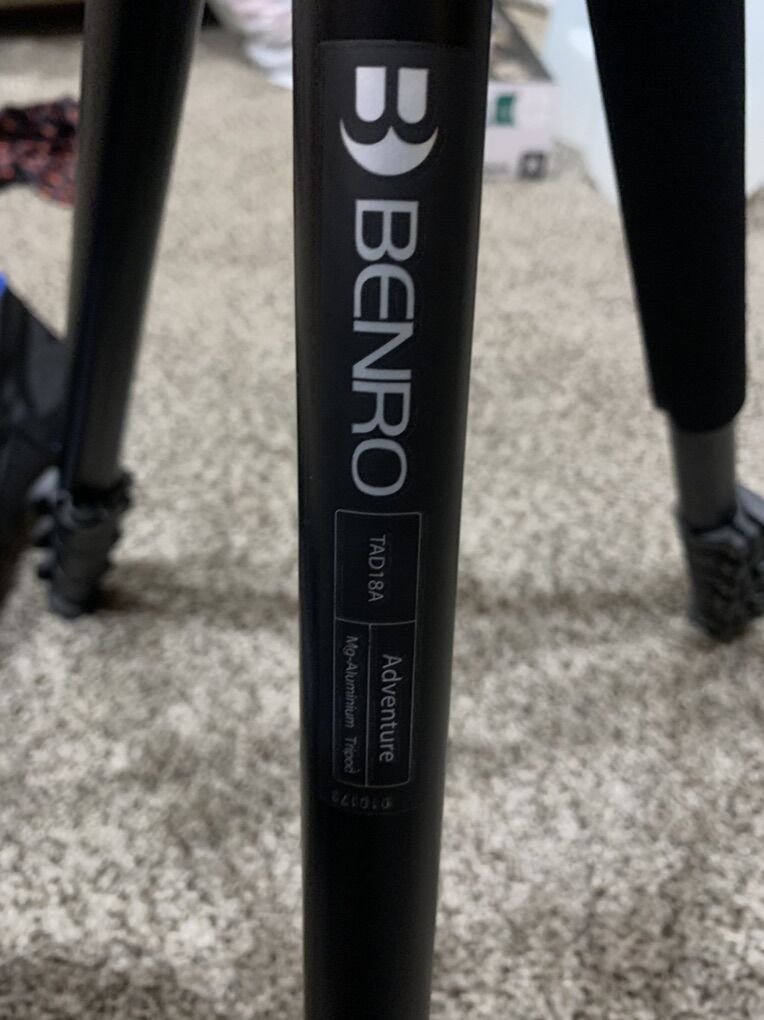 BENRO
TAD18A
Adventure
Mg-Aluminium Tripod